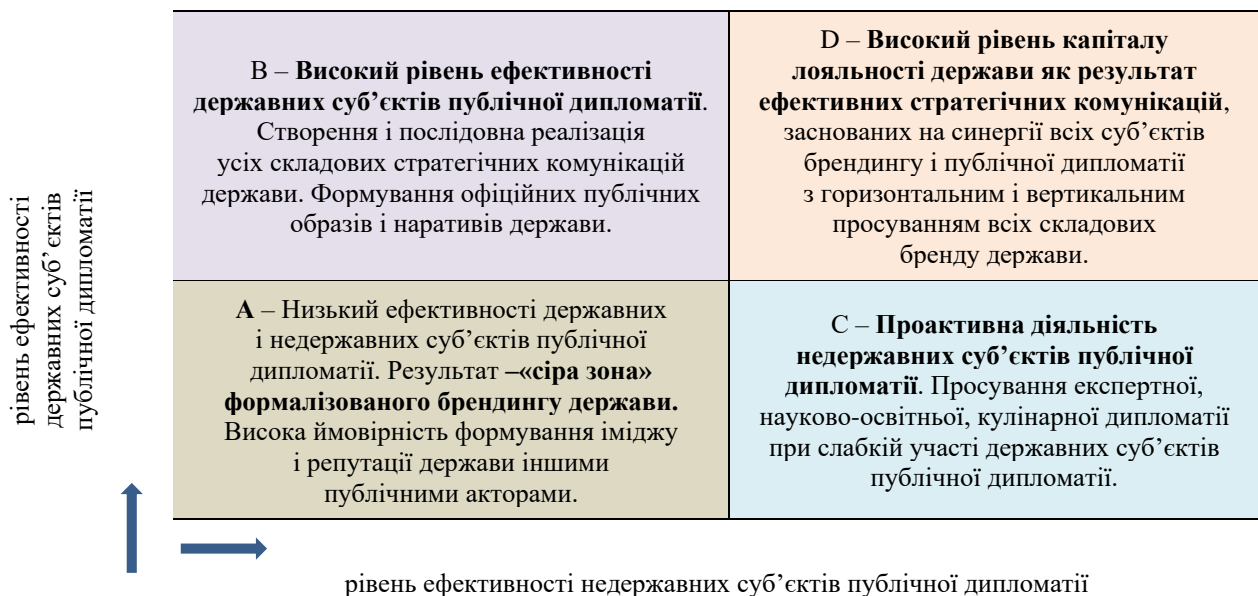 B – Високий рівень ефективності
державних суб’єктів публічної дипломатії.
Створення і послідовна реалізація
усіх складових стратегічних комунікацій
держави. Формування офіційних публічних
образів і наративів держави.
D – Високий рівень капіталу
лояльності держави як результат
ефективних стратегічних комунікацій,
заснованих на синергії всіх суб’єктів
брендингу і публічної дипломатії
з горизонтальним і вертикальним
просуванням всіх складових
бренду держави.
рівень ефективності
державних суб’єктів
публічної дипломатії
A – Низький ефективності державних
і недержавних суб’єктів публічної
дипломатії. Результат –«сіра зона»
формалізованого брендингу держави.
Висока ймовірність формування іміджу
і репутації держави іншими
публічними акторами.
C – Проактивна діяльність
недержавних суб’єктів публічної
дипломатії. Просування експертної,
науково-освітньої, кулінарної дипломатії
при слабкій участі державних суб’єктів
публічної дипломатії.
рівень ефективності недержавних суб’єктів публічної дипломатії